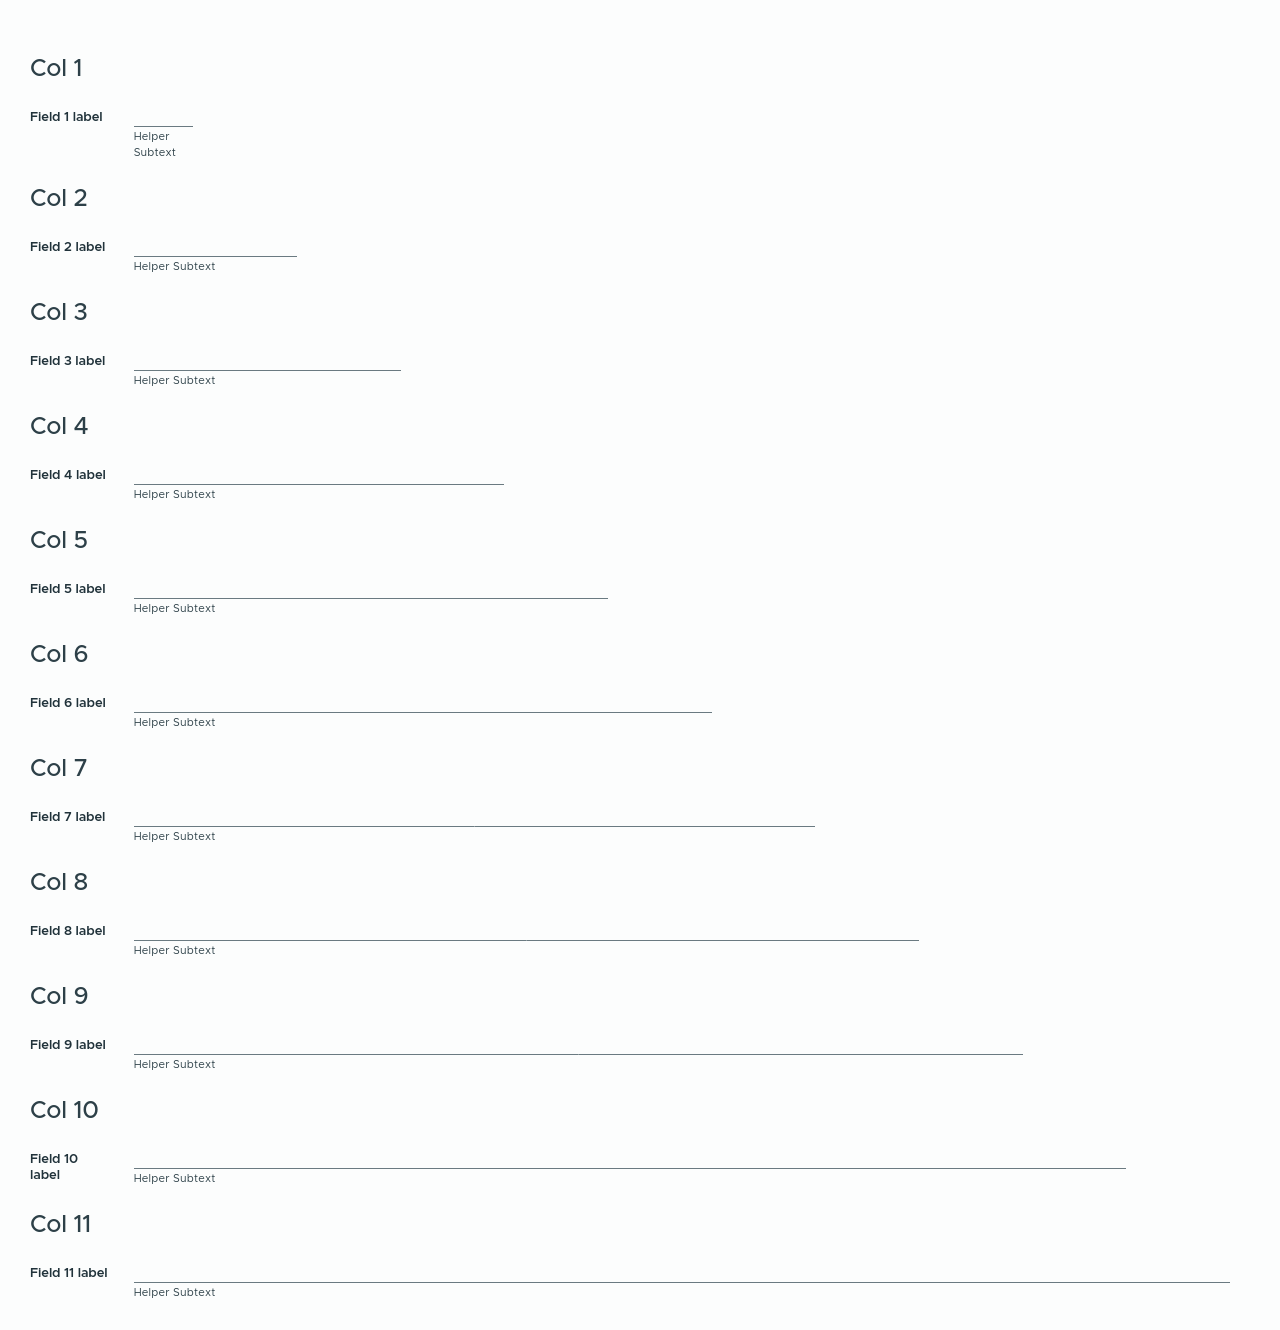 Col 1
Field 1 label
Helper
Subtext
Col 2
Field 2 label
Helper Subtext
Col 3
Field 3 label
Helper Subtext
Col 4
Field 4 label
Helper Subtext
Col 5
Field 5 label
Helper Subtext
Col 6
Field 6 label
Helper Subtext
Col 7
Field 7 label
Helper Subtext
Col 8
Field 8 label
Helper Subtext
Col 9
Field 9 label
Helper Subtext
Col 10
Field 10
label
Helper Subtext
Col 11
Field 11 label
Helper Subtext